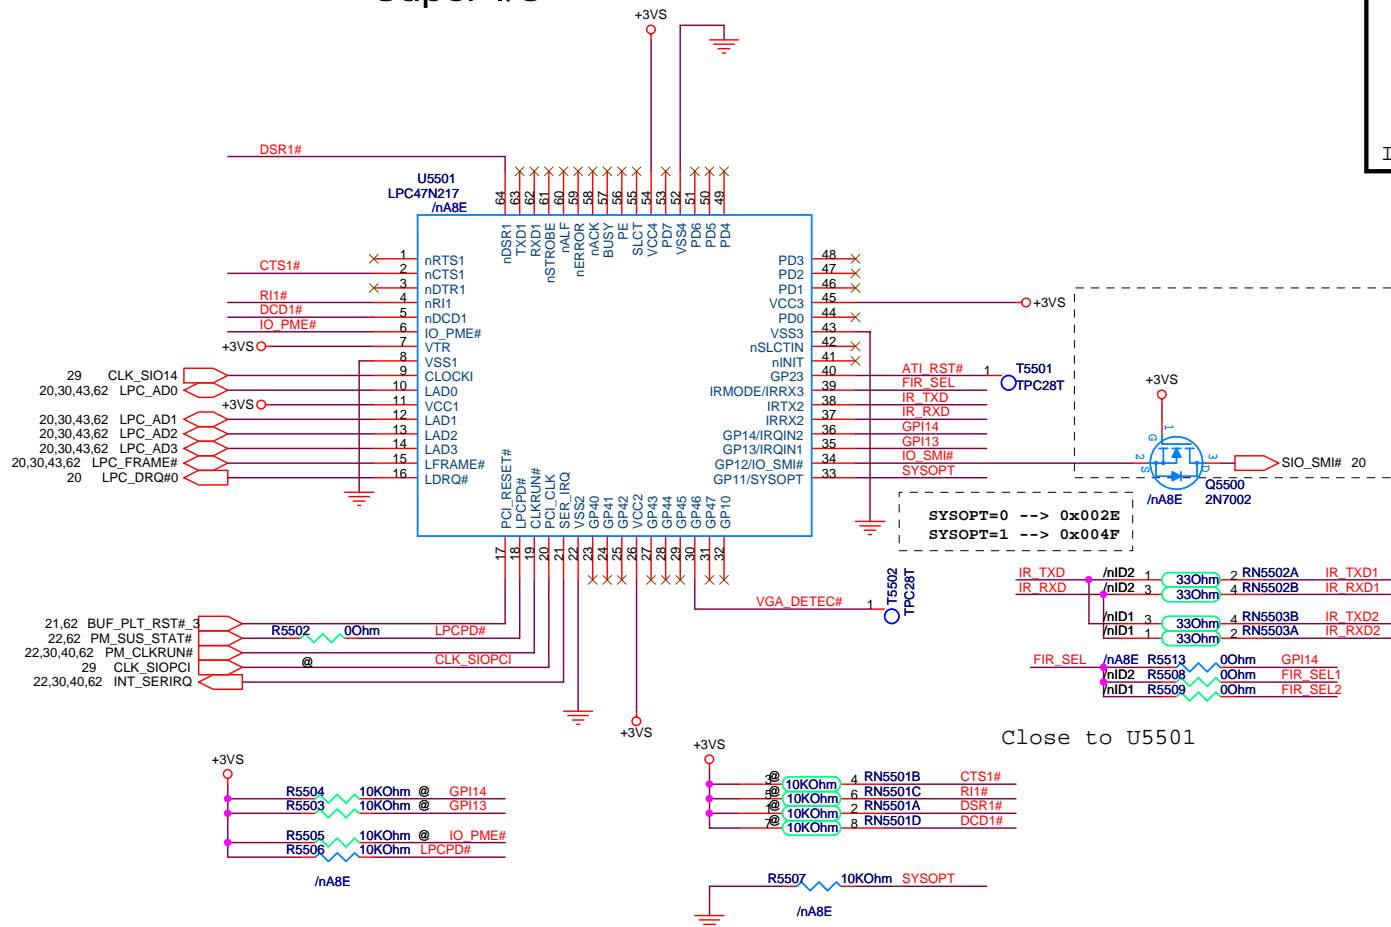 +3VS
DSR1#
U5501
LPC47N217
/nA8E
64 63 62 61 60 59 58 57 56 55 54 53 52 51 50 49
nDSR1 TXD1 RXD1 nSTROBE nALF nERROR nACK BUSY PE SLCT VCC4 PD7 VSS4 PD6 PD5 PD4
1 nRTS1
CTS1# 2 nCTS1
3 nDTR1
RI1# 4 nRI1
DCD1# 5 nDCD1
IO_PME# 6 IO_PME#
+3VS 7 VTR
8 VSS1
29 CLK_SIO14 9 CLOCKI
20,30,43,62 LPC_AD0 10 LAD0
+3VS 11 VCC1
20,30,43,62 LPC_AD1 12 LAD1
20,30,43,62 LPC_AD2 13 LAD2
20,30,43,62 LPC_AD3 14 LAD3
20,30,43,62 LPC_FRAME# 15 LFRAME#
20 LPC_DRQ#0 16 LDRQ#
PD3 48
PD2 47
PD1 46
VCC3 45 +3VS
PD0 44
VSS3 43
nSLCTIN 42
nINIT 41
GP23 40 ATI_RST# 1 T5501
TPC28T
IRMODE/IRRX3 39 FIR_SEL
IRTX2 38 IR_TXD
IRRX2 37 IR_RXD
GP14/IRQIN2 36 GPI14
GP13/IRQIN1 35 GPI13
GP12/IO_SMI# 34 IO_SMI#
GP11/SYSOPT 33 SYSOPT
+3VS
1 G
2 S
3 D
SIO_SMI# 20
Q5500
2N7002
/nA8E
PCI_RESET# LPCPD# CLKRUN# PCI_CLK SER_IRQ VSS2 GP40 GP41 GP42 VCC2 GP43 GP44 GP45 GP46 GP47 GP10
17 18 19 20 21 22 23 24 25 26 27 28 29 30 31 32
SYSOPT=0 --> 0x002E
SYSOPT=1 --> 0x004F
VGA_DETEC# 1 T5502
TPC28T
21,62 BUF_PLT_RST#_3
22,62 PM_SUS_STAT# R5502 0Ohm LPCPD#
22,30,40,62 PM_CLKRUN#
29 CLK_SIOPCI @ CLK_SIOPCI
22,30,40,62 INT_SERIRQ
+3VS
IR_TXD /nID2 1 33Ohm 2 RN5502A IR_TXD1
IR_RXD /nID2 3 33Ohm 4 RN5502B IR_RXD1
/nID1 3 33Ohm 4 RN5503B IR_TXD2
/nID1 1 33Ohm 2 RN5503A IR_RXD2
FIR_SEL /nA8E R5513 0Ohm GPI14
/nID2 R5508 0Ohm FIR_SEL1
/nID1 R5509 0Ohm FIR_SEL2
Close to U5501
+3VS
R5504 10KOhm @ GPI14
R5503 10KOhm @ GPI13
R5505 10KOhm @ IO_PME#
R5506 10KOhm LPCPD#
/nA8E
+3VS
3 @ 10KOhm 4 RN5501B CTS1#
5 @ 10KOhm 6 RN5501C RI1#
1 @ 10KOhm 2 RN5501A DSR1#
7 @ 10KOhm 8 RN5501D DCD1#
R5507 10KOhm SYSOPT
/nA8E